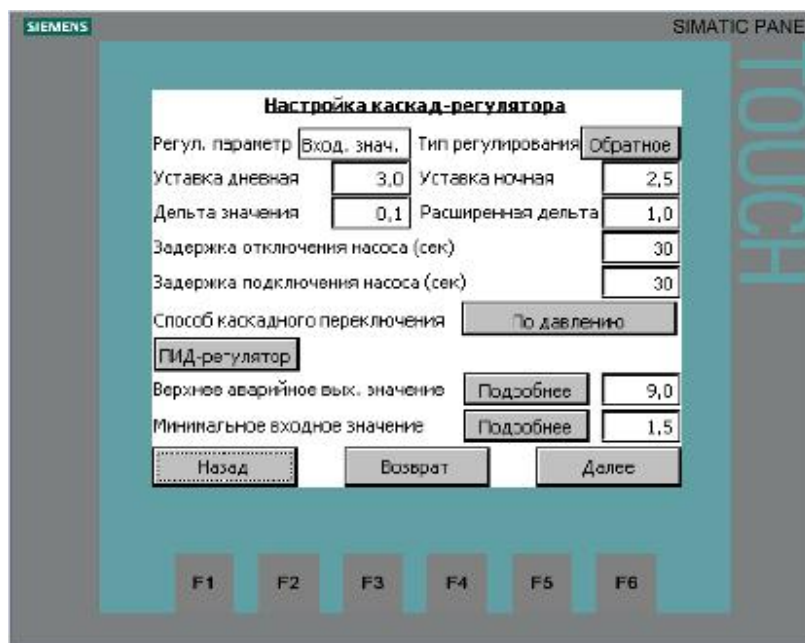 SIEMENS
SIMATIC PANE
TOUCH
Настройка каскад-регулятора
Регул. параметр Вход. знач. Тип регулирования Обратное
Уставка дневная 3,0 Уставка ночная 2,5
Дельта значения 0,1 Расширенная дельта 1,0
Задержка отключения насоса (сек) 30
Задержка подключения насоса (сек) 30
Способ каскадного переключения По давлению
ПИД-регулятор
Верхнее аварийное вых. значение Подробнее 9,0
Минимальное входное значение Подробнее 1,5
Назад Возврат Далее
F1 F2 F3 F4 F5 F6